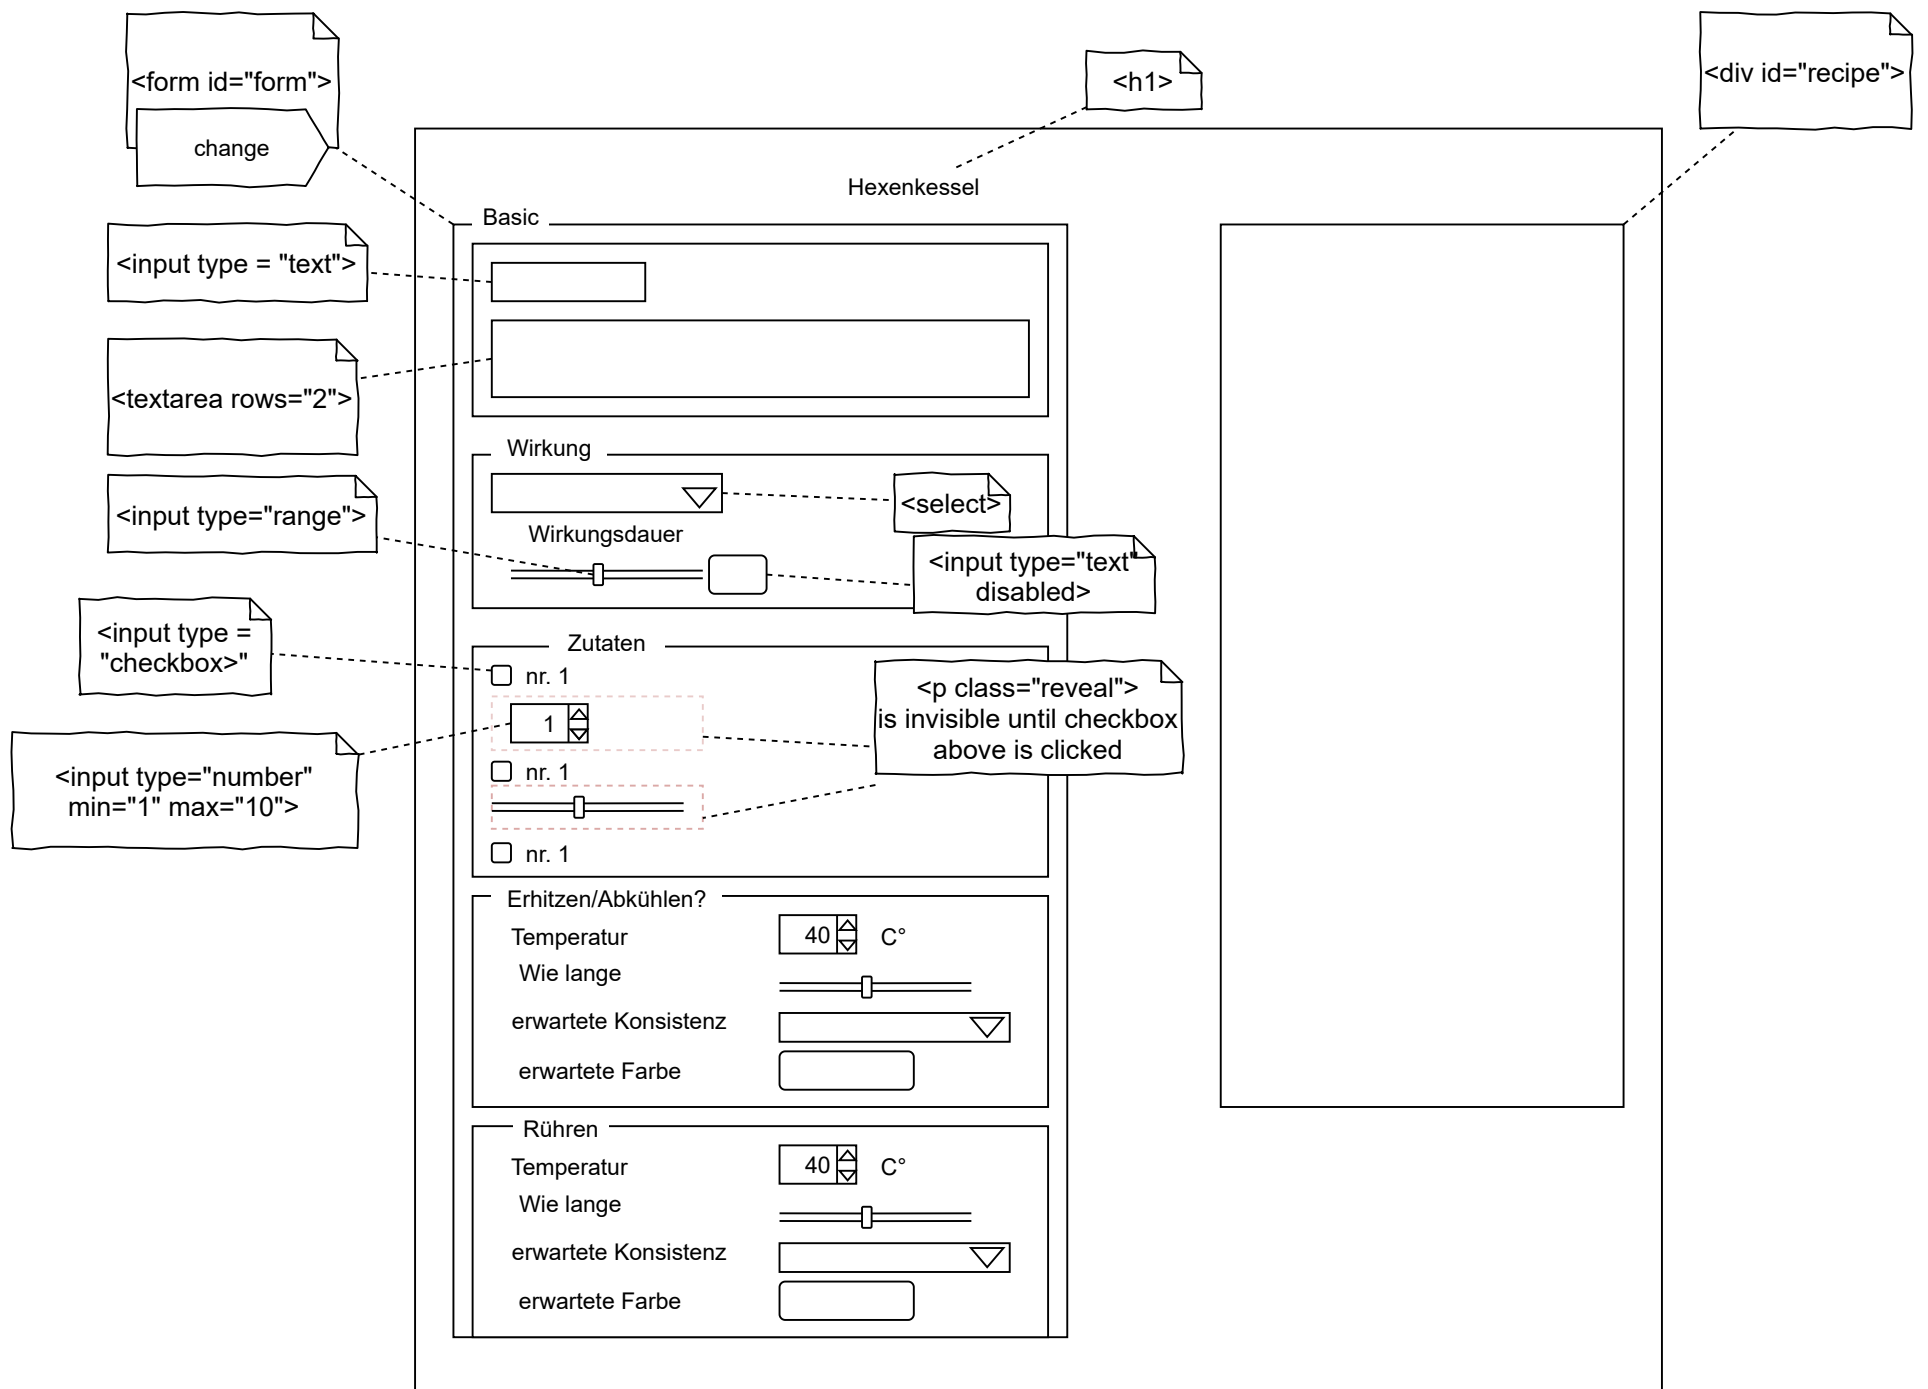 <form id="form">
change
<h1>
<div id="recipe">
Hexenkessel
Basic
<input type = "text">
<textarea rows="2">
Wirkung
<input type="range">
<select>
Wirkungsdauer
<input type="text"
disabled>
<input type =
"checkbox>"
Zutaten
nr. 1
<p class="reveal">
is invisible until checkbox
above is clicked
1
<input type="number"
min="1" max="10">
nr. 1
nr. 1
Erhitzen/Abkühlen?
Temperatur
40
C°
Wie lange
erwartete Konsistenz
erwartete Farbe
Rühren
Temperatur
40
C°
Wie lange
erwartete Konsistenz
erwartete Farbe